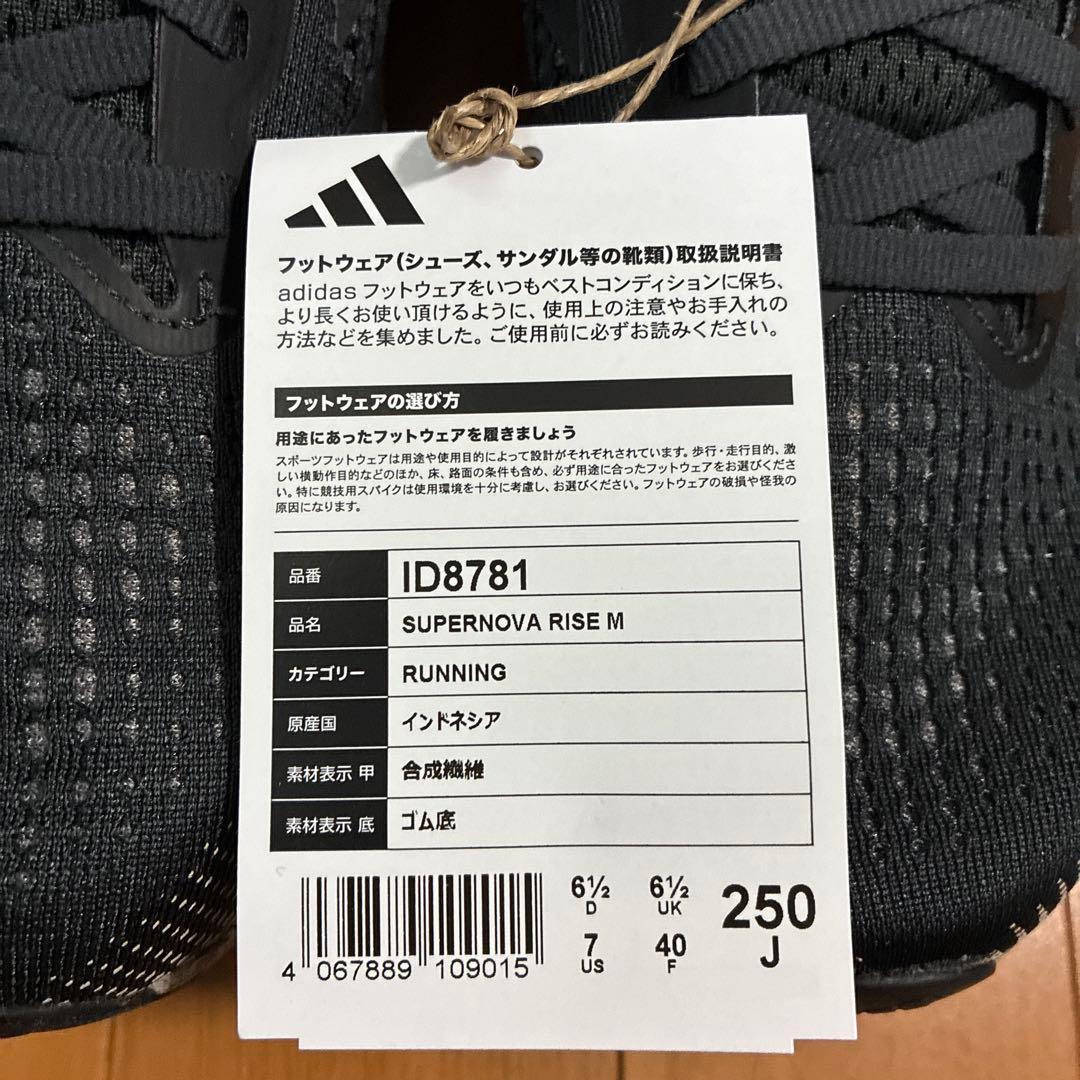 フットウェア(シューズ、サンダル等の靴類)取扱説明書
adidas フットウェアをいつもベストコンディションに保ち、
より長くお使い頂けるように、使用上の注意やお手入れの
方法などを集めました。ご使用前に必ずお読みください。
フットウェアの選び方
用途にあったフットウェアを履きましょう
スポーツフットウェアは用途や使用目的によって設計がそれぞれされています。歩行・走行目的、激
しい横動作目的などのほか、床、路面の条件も含め、必ず用途に合ったフットウェアをお選びくださ
い。特に競技用スパイクは使用環境を十分に考慮し、お選びください。フットウェアの破損や怪我の
原因になります。
品番 ID8781
品名 SUPERNOVA RISE M
カテゴリー RUNNING
原産国 インドネシア
素材表示 甲 合成繊維
素材表示 底 ゴム底
6½ 6½ 250
D UK J
7 40
US F
4 067889 109015